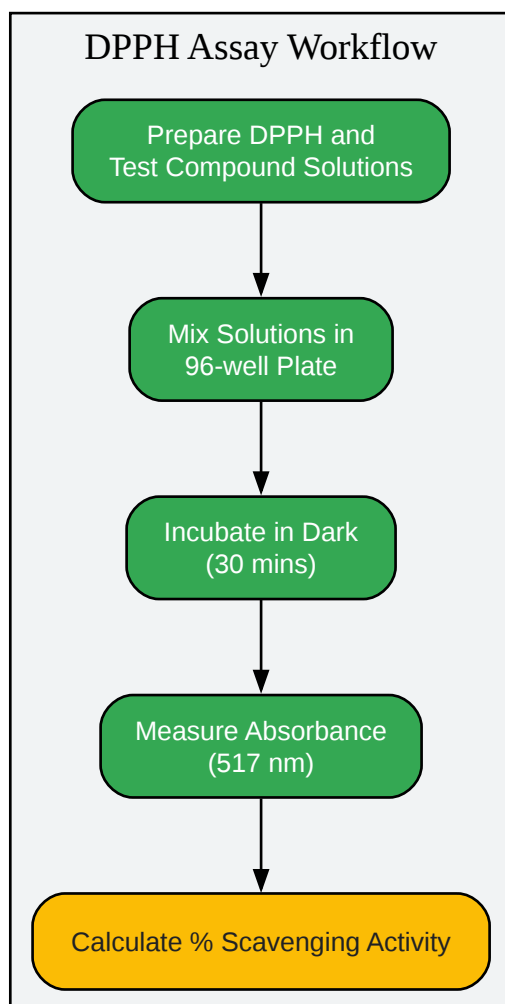 DPPH Assay Workflow
Prepare DPPH and
Test Compound Solutions
Mix Solutions in
96-well Plate
Incubate in Dark
(30 mins)
Measure Absorbance
(517 nm)
Calculate % Scavenging Activity